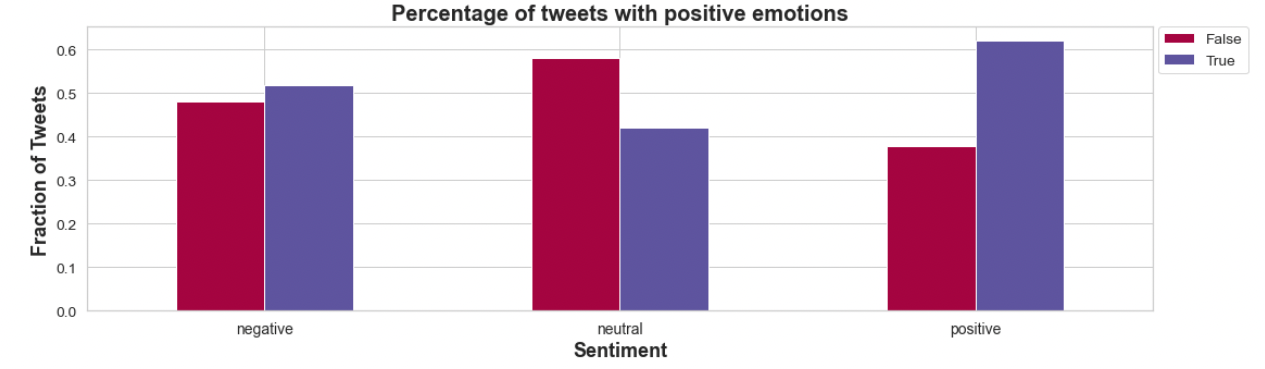 Percentage of tweets with positive emotions
False
True
Fraction of Tweets
0.6
0.5
0.4
0.3
0.2
0.1
0.0
negative
neutral
positive
Sentiment